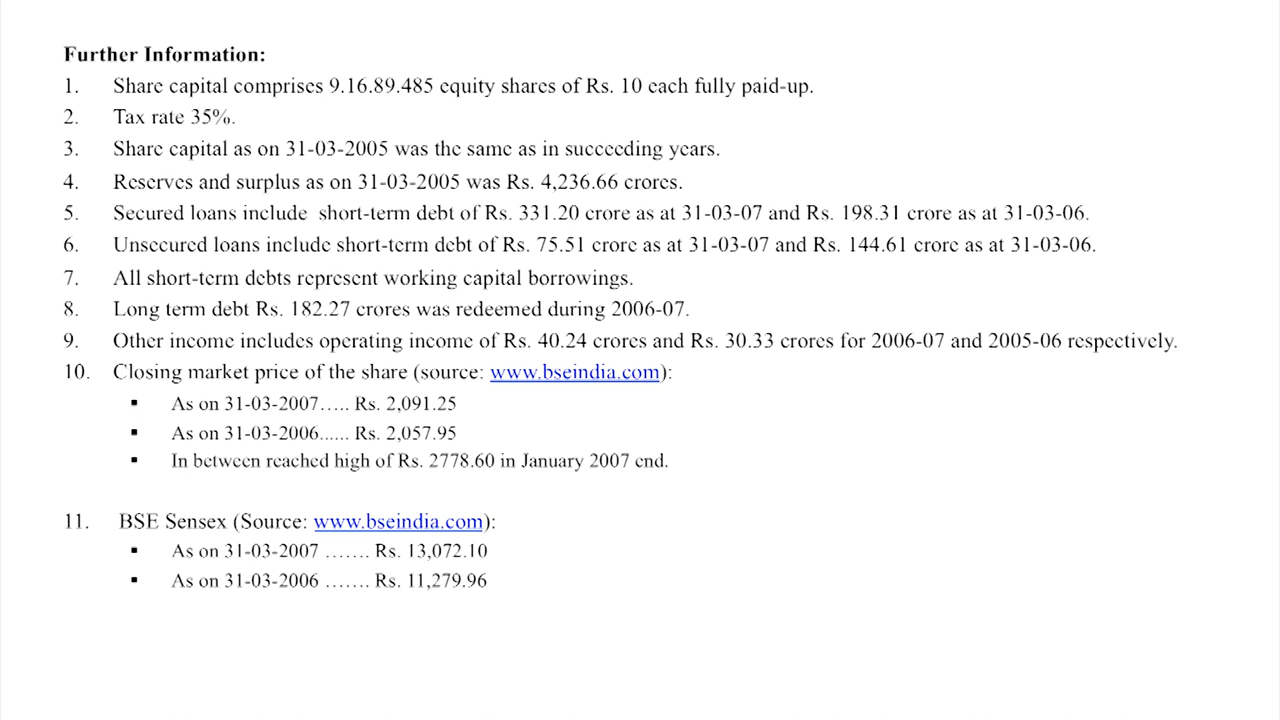 Further Information:
1. Share capital comprises 9.16.89.485 equity shares of Rs. 10 each fully paid-up.
2. Tax rate 35%.
3. Share capital as on 31-03-2005 was the same as in succeeding years.
4. Reserves and surplus as on 31-03-2005 was Rs. 4,236.66 crores.
5. Secured loans include short-term debt of Rs. 331.20 crore as at 31-03-07 and Rs. 198.31 crore as at 31-03-06.
6. Unsecured loans include short-term debt of Rs. 75.51 crore as at 31-03-07 and Rs. 144.61 crore as at 31-03-06.
7. All short-term debts represent working capital borrowings.
8. Long term debt Rs. 182.27 crores was redeemed during 2006-07.
9. Other income includes operating income of Rs. 40.24 crores and Rs. 30.33 crores for 2006-07 and 2005-06 respectively.
10. Closing market price of the share (source: www.bseindia.com):
▪ As on 31-03-2007….. Rs. 2,091.25
▪ As on 31-03-2006...... Rs. 2,057.95
▪ In between reached high of Rs. 2778.60 in January 2007 end.
11. BSE Sensex (Source: www.bseindia.com):
▪ As on 31-03-2007 ……. Rs. 13,072.10
▪ As on 31-03-2006 ……. Rs. 11,279.96